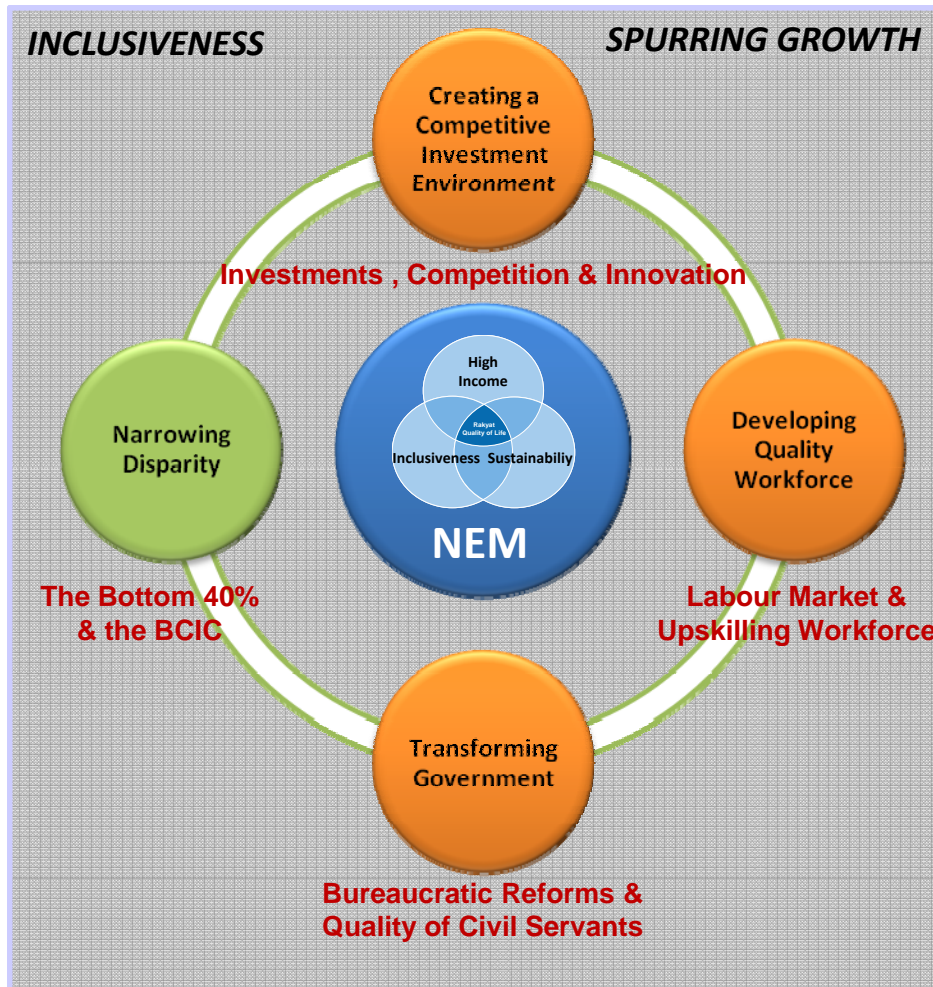 INCLUSIVENESS
SPURRING GROWTH
Creating a
Competitive
Investment
Environment
Investments , Competition & Innovation
High
Income
Rakyat
Quality of Life
Inclusiveness
Sustainabiliy
NEM
Narrowing
Disparity
Developing
Quality
Workforce
The Bottom 40%
& the BCIC
Labour Market &
Upskilling Workforce
Transforming
Government
Bureaucratic Reforms &
Quality of Civil Servants